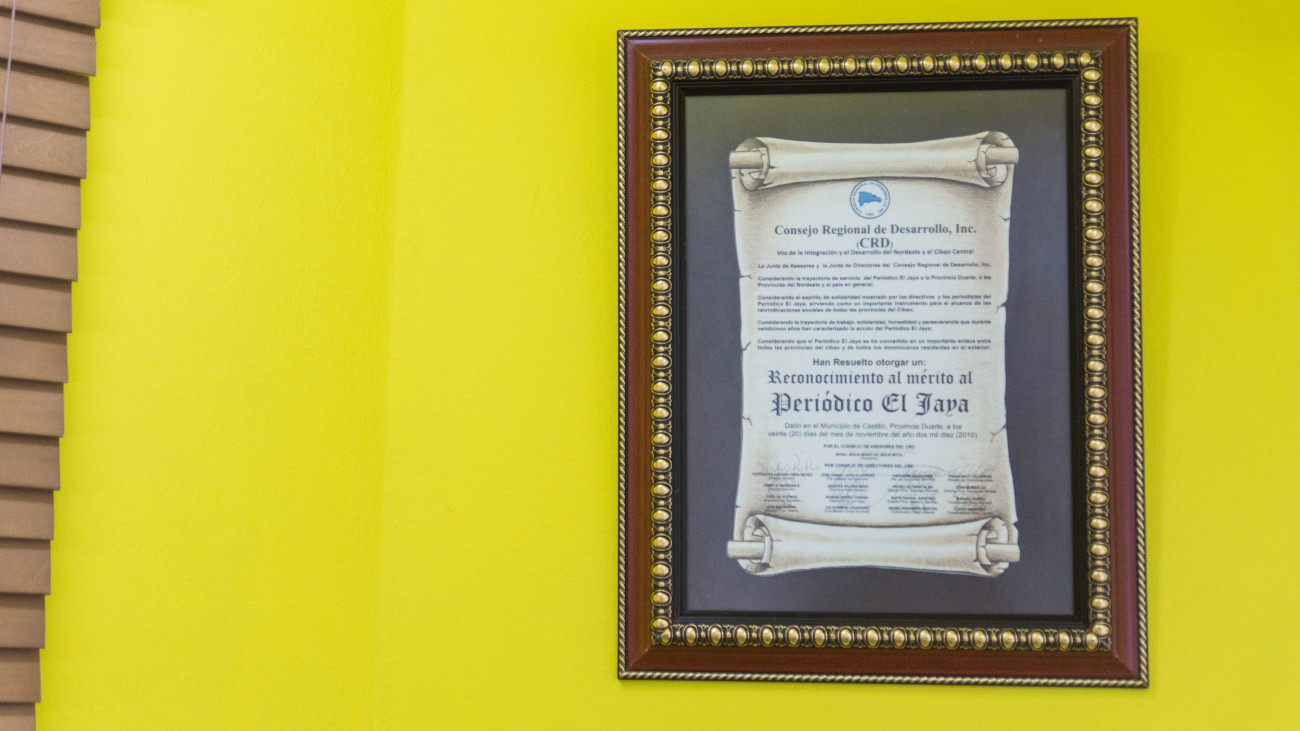 Consejo Regional de Desarrollo, Inc.
(CRD)
Voz de la Integración y el Desarrollo del Nordeste y el Cibao Central
La Junta de Asesores y la Junta de Directores del Consejo Regional de Desarrollo, Inc.
Considerando la trayectoria de servicio del Periódico El Jaya a la Provincia Duarte, a las
Provincias del Nordeste y al país en general;
Considerando el espíritu de solidaridad mostrado por los directivos y los periodistas del
Periódico El Jaya, sirviendo como un importante instrumento para el alcance de las
reivindicaciones sociales de todas las provincias del Cibao;
Considerando la trayectoria de trabajo, solidaridad, honestidad y perseverancia que durante
veinticinco años han caracterizado la acción del Periódico El Jaya;
Considerando que el Periódico El Jaya se ha convertido en un importante enlace entre
todas las provincias del cibao y de todos los dominicanos residentes en el exterior;
Han Resuelto otorgar un:
Reconocimiento al mérito al
Periódico El Jaya
Dado en el Municipio de Castillo, Provincia Duarte, a los
veinte (20) días del mes de noviembre del año dos mil diez (2010)
POR EL CONSEJO DE ASESORES DEL CRD
POR CONSEJO DE DIRECTORES DEL CRD